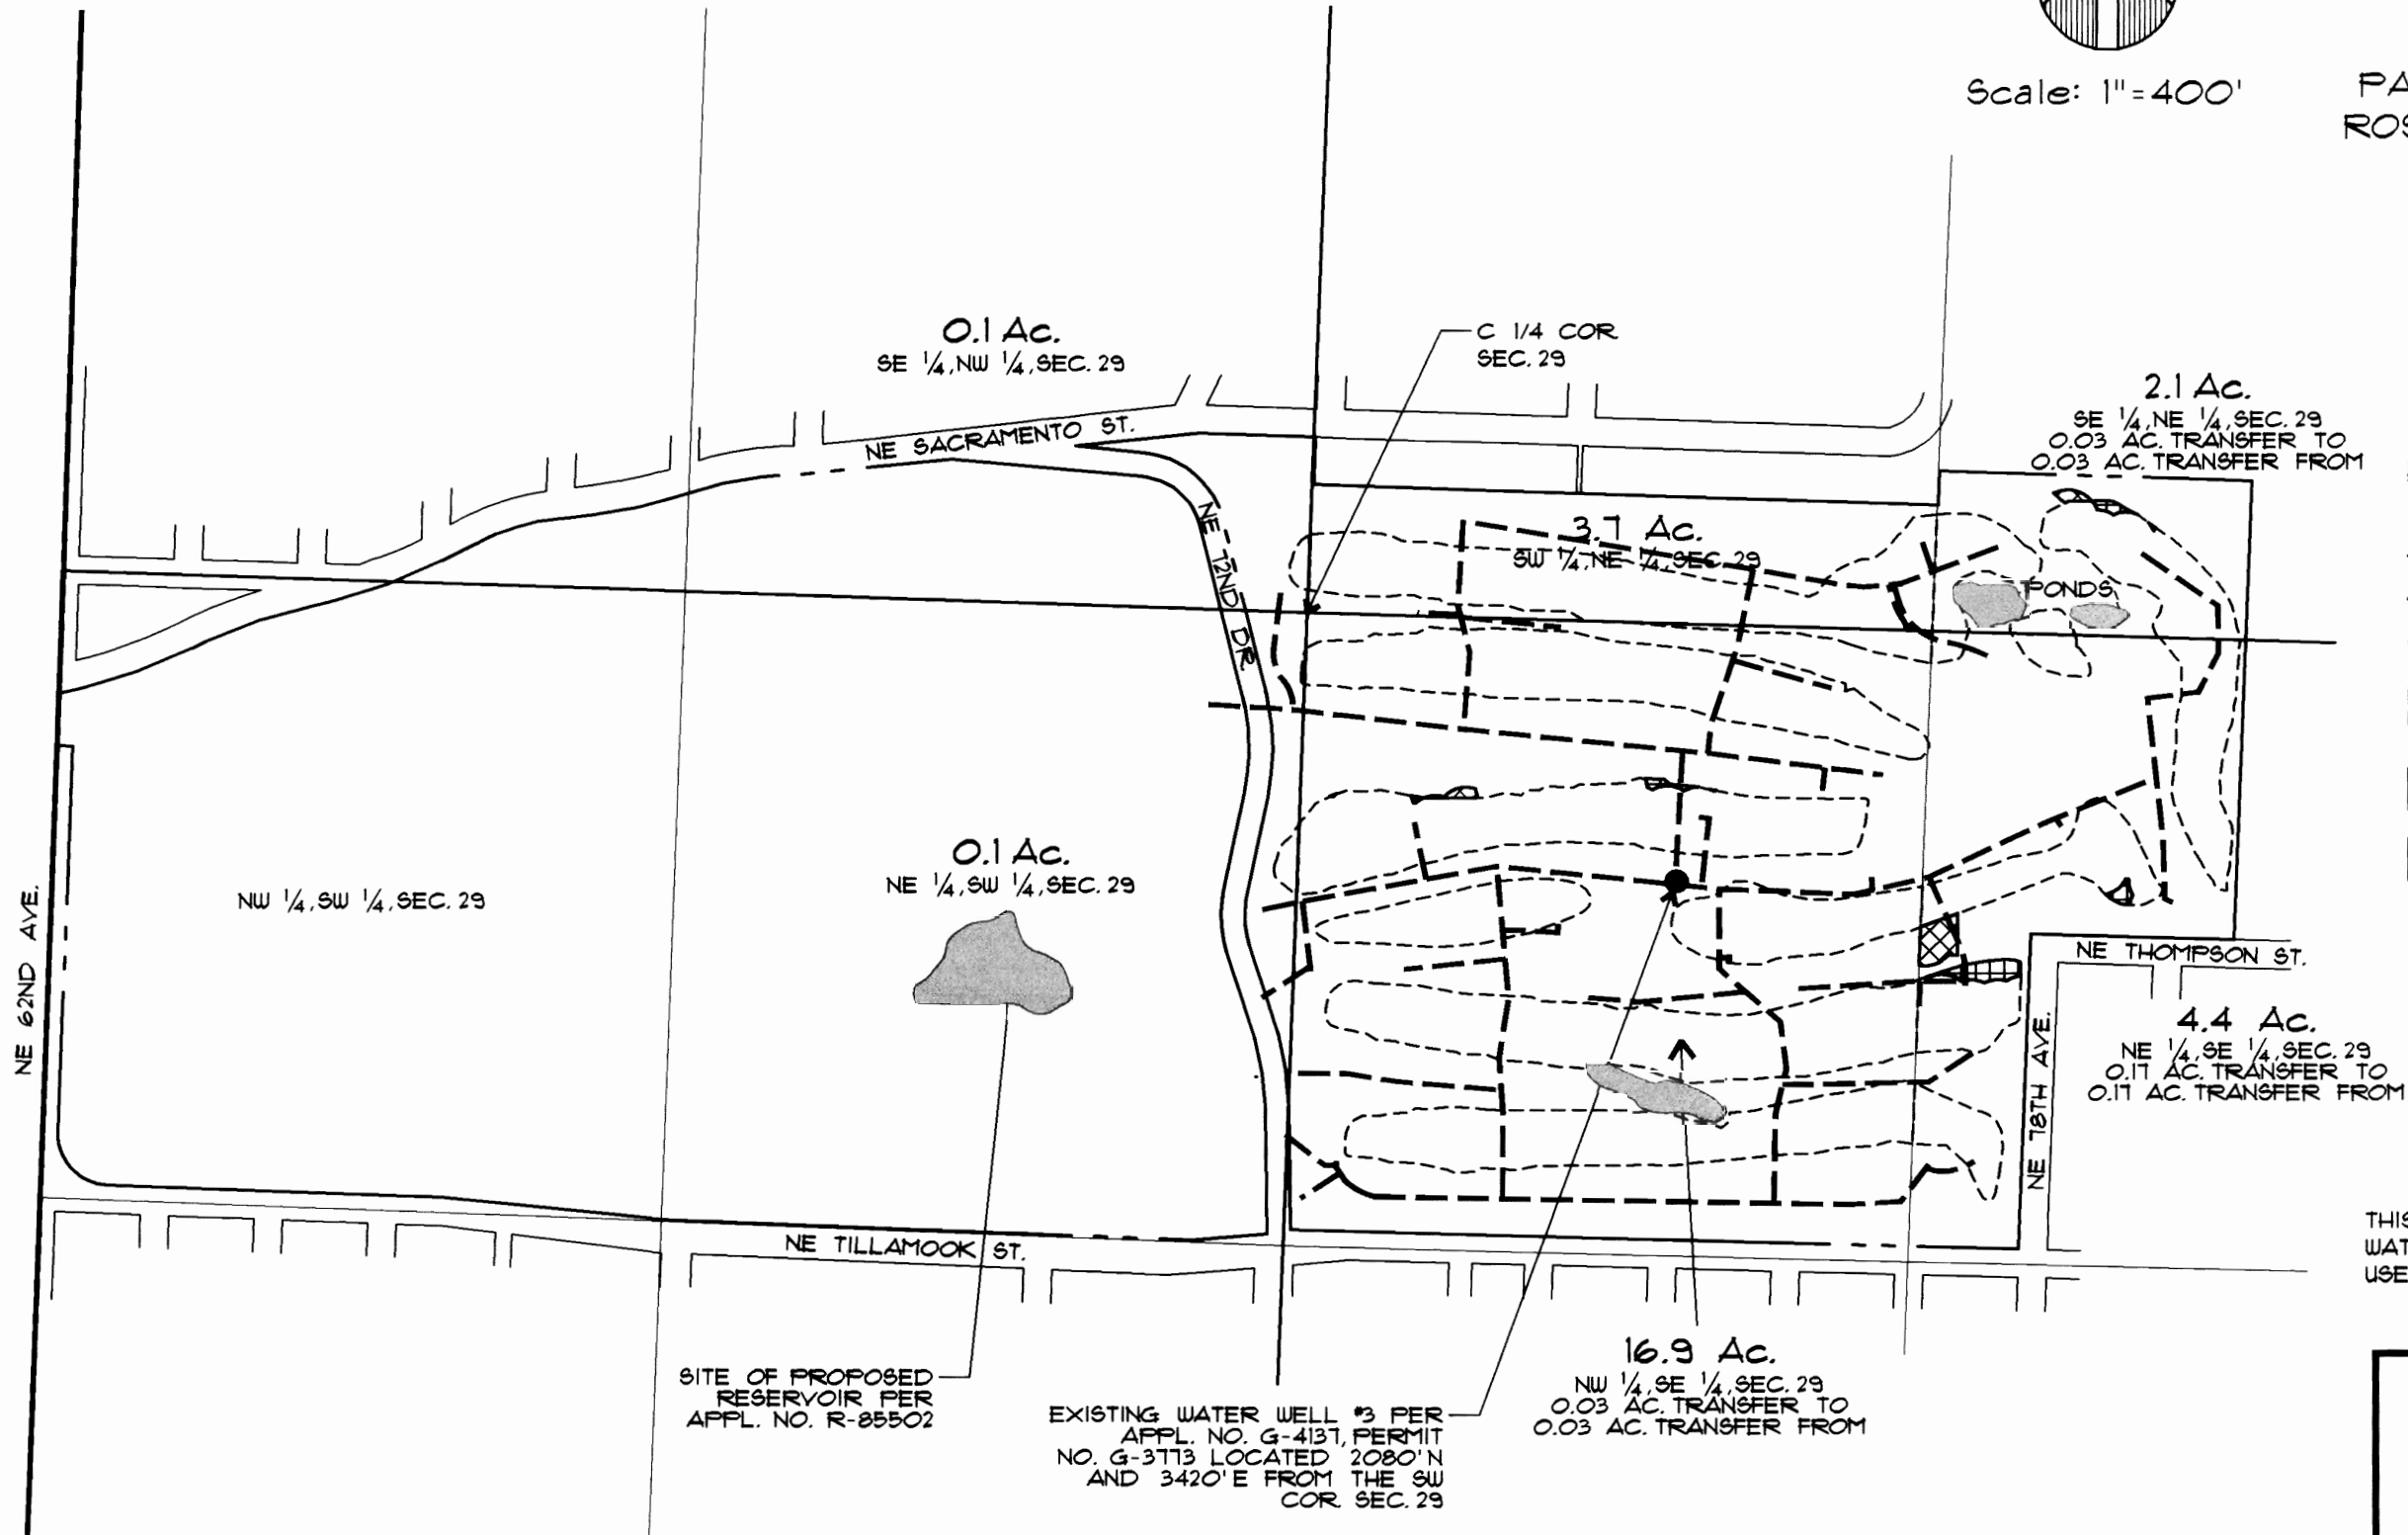 Scale: 1"=400'
PA
ROS
0.1 Ac.
SE 1/4, NW 1/4, SEC. 29
C 1/4 COR
SEC. 29
2.1 Ac.
SE 1/4, NE 1/4, SEC. 29
0.03 AC. TRANSFER TO
0.03 AC. TRANSFER FROM
NE SACRAMENTO ST.
NE 72ND DR.
3.7 Ac.
SW 1/4, NE 1/4, SEC. 29
PONDS
0.1 Ac.
NE 1/4, SW 1/4, SEC. 29
NW 1/4, SW 1/4, SEC. 29
NE 62ND AVE.
NE THOMPSON ST.
NE 78TH AVE.
4.4 Ac.
NE 1/4, SE 1/4, SEC. 29
0.17 AC. TRANSFER TO
0.17 AC. TRANSFER FROM
THIS
WAT
USE
NE TILLAMOOK ST.
SITE OF PROPOSED
RESERVOIR PER
APPL. NO. R-85502
EXISTING WATER WELL #3 PER
APPL. NO. G-4137, PERMIT
NO. G-3773 LOCATED 2080'N
AND 3420'E FROM THE SW
COR. SEC. 29
16.9 Ac.
NW 1/4, SE 1/4, SEC. 29
0.03 AC. TRANSFER TO
0.03 AC. TRANSFER FROM